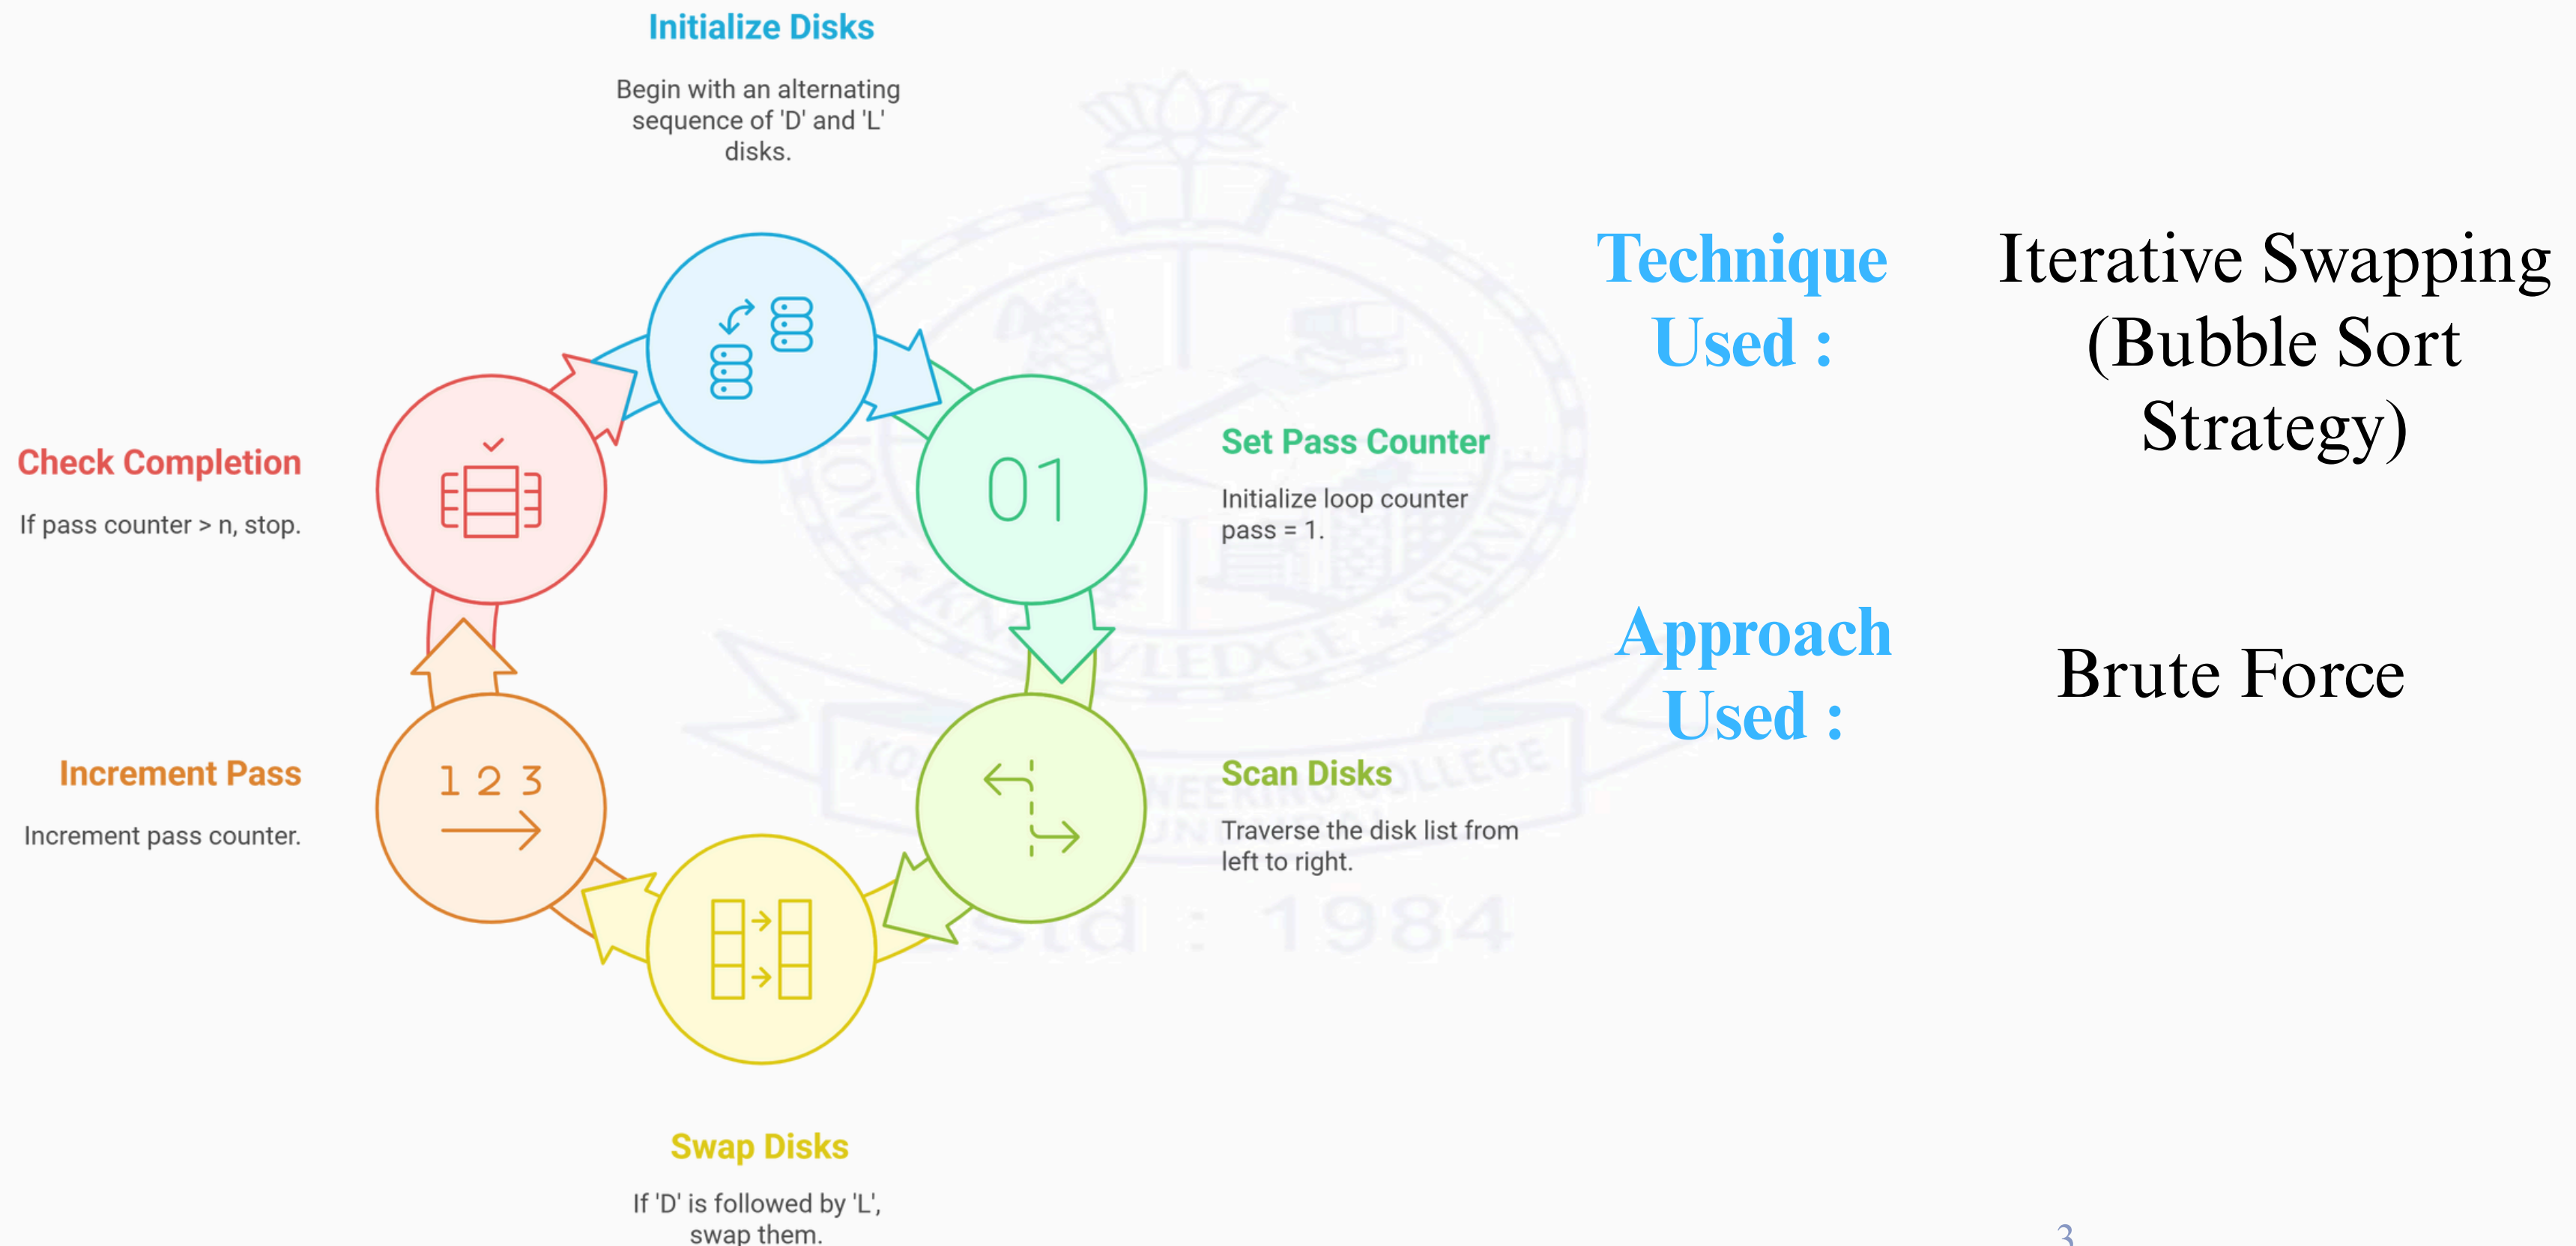 Initialize Disks
Begin with an alternating
sequence of 'D' and 'L'
disks.
01
Set Pass Counter
Initialize loop counter
pass = 1.
Scan Disks
Traverse the disk list from
left to right.
Swap Disks
If 'D' is followed by 'L',
swap them.
1 2 3
Increment Pass
Increment pass counter.
Check Completion
If pass counter > n, stop.
Technique
Used :
Iterative Swapping
(Bubble Sort
Strategy)
Approach
Used :
Brute Force
SERVICE
COLLEGE
: 1984
3